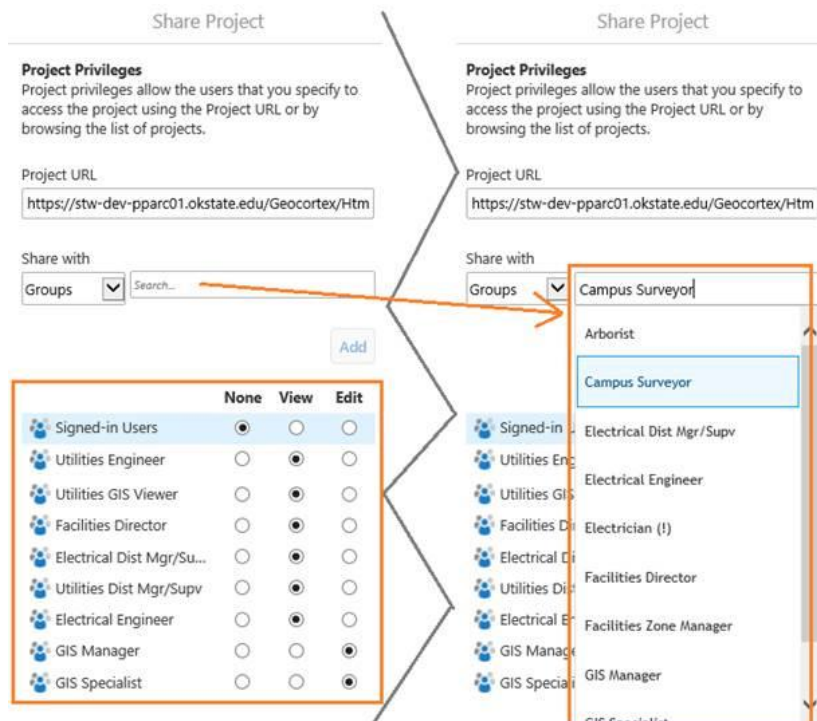 Share Project
Project Privileges
Project privileges allow the users that you specify to
access the project using the Project URL or by
browsing the list of projects.
Project URL
https://stw-dev-pparc01.okstate.edu/Geocortex/Htm
Share with
Groups
Search...
Add
None View Edit
Signed-in Users
Utilities Engineer
Utilities GIS Viewer
Facilities Director
Electrical Dist Mgr/Su...
Utilities Dist Mgr/Supv
Electrical Engineer
GIS Manager
GIS Specialist
Share Project
Project Privileges
Project privileges allow the users that you specify to
access the project using the Project URL or by
browsing the list of projects.
Project URL
https://stw-dev-pparc01.okstate.edu/Geocortex/Htm
Share with
Groups
Campus Surveyor
Arborist
Campus Surveyor
Electrical Dist Mgr/Supv
Electrical Engineer
Electrician (!)
Facilities Director
Facilities Zone Manager
GIS Manager
GIS Specialist
Signed-in
Utilities
Utilities GIS
Facilities
Electrical
Utilities
Electrical
GIS
GIS